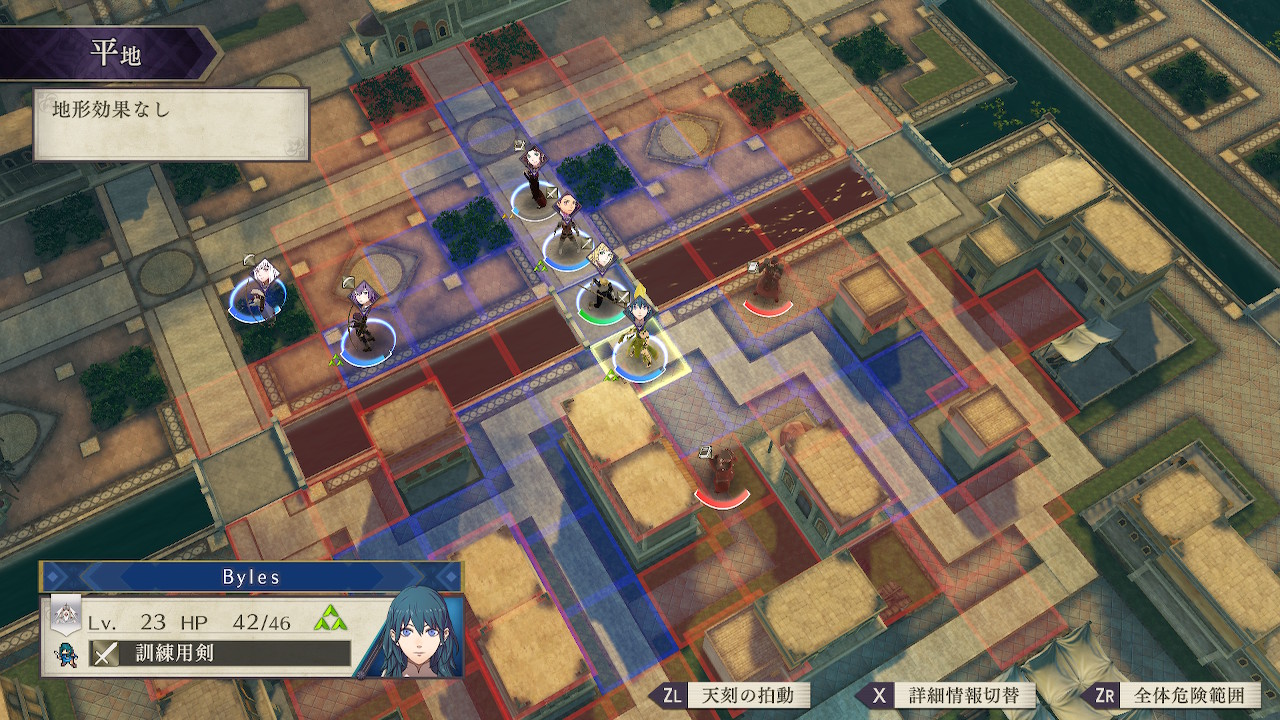 平地
地形効果なし
Byles
Lv. 23 HP 42/46
訓練用剣
ZL 天刻の拍動
X 詳細情報切替
ZR 全体危険範囲